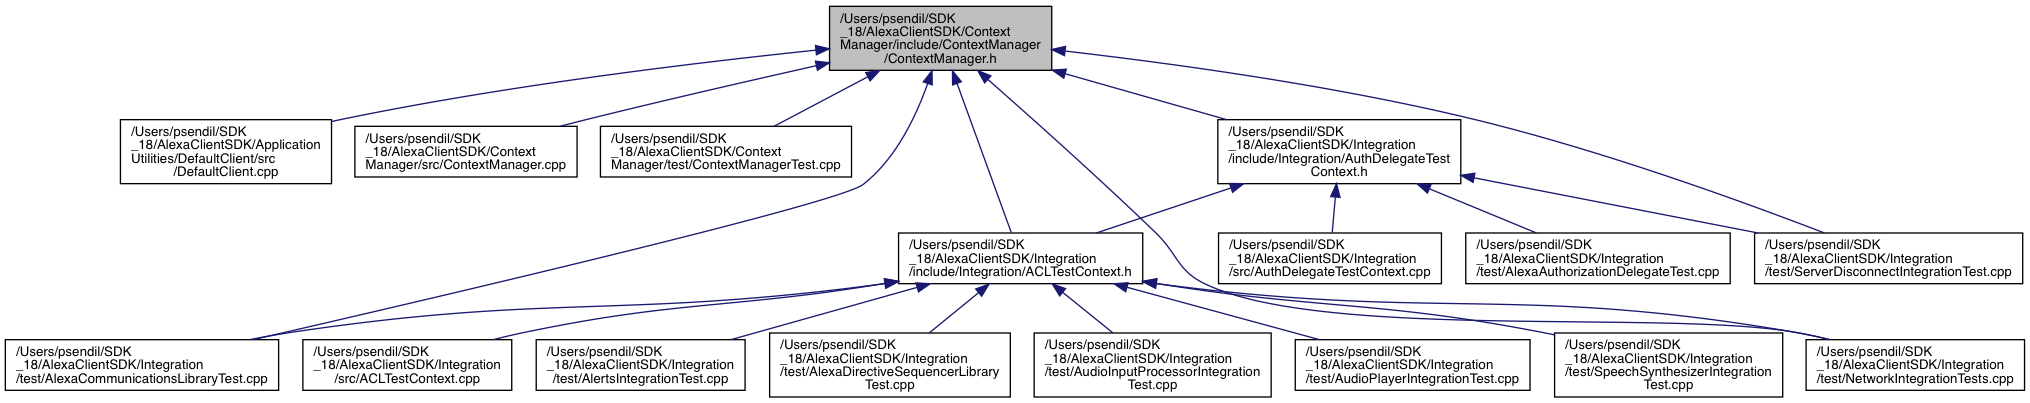 /Users/psendil/SDK
_18/AlexaClientSDK/Context
Manager/include/ContextManager
/ContextManager.h
/Users/psendil/SDK
_18/AlexaClientSDK/Application
Utilities/DefaultClient/src
/DefaultClient.cpp
/Users/psendil/SDK
_18/AlexaClientSDK/Context
Manager/src/ContextManager.cpp
/Users/psendil/SDK
_18/AlexaClientSDK/Context
Manager/test/ContextManagerTest.cpp
/Users/psendil/SDK
_18/AlexaClientSDK/Integration
/include/Integration/AuthDelegateTest
Context.h
/Users/psendil/SDK
_18/AlexaClientSDK/Integration
/include/Integration/ACLTestContext.h
/Users/psendil/SDK
_18/AlexaClientSDK/Integration
/src/AuthDelegateTestContext.cpp
/Users/psendil/SDK
_18/AlexaClientSDK/Integration
/test/AlexaAuthorizationDelegateTest.cpp
/Users/psendil/SDK
_18/AlexaClientSDK/Integration
/test/ServerDisconnectIntegrationTest.cpp
/Users/psendil/SDK
_18/AlexaClientSDK/Integration
/test/AlexaCommunicationsLibraryTest.cpp
/Users/psendil/SDK
_18/AlexaClientSDK/Integration
/src/ACLTestContext.cpp
/Users/psendil/SDK
_18/AlexaClientSDK/Integration
/test/AlertsIntegrationTest.cpp
/Users/psendil/SDK
_18/AlexaClientSDK/Integration
/test/AlexaDirectiveSequencerLibrary
Test.cpp
/Users/psendil/SDK
_18/AlexaClientSDK/Integration
/test/AudioInputProcessorIntegration
Test.cpp
/Users/psendil/SDK
_18/AlexaClientSDK/Integration
/test/AudioPlayerIntegrationTest.cpp
/Users/psendil/SDK
_18/AlexaClientSDK/Integration
/test/SpeechSynthesizerIntegration
Test.cpp
/Users/psendil/SDK
_18/AlexaClientSDK/Integration
/test/NetworkIntegrationTests.cpp